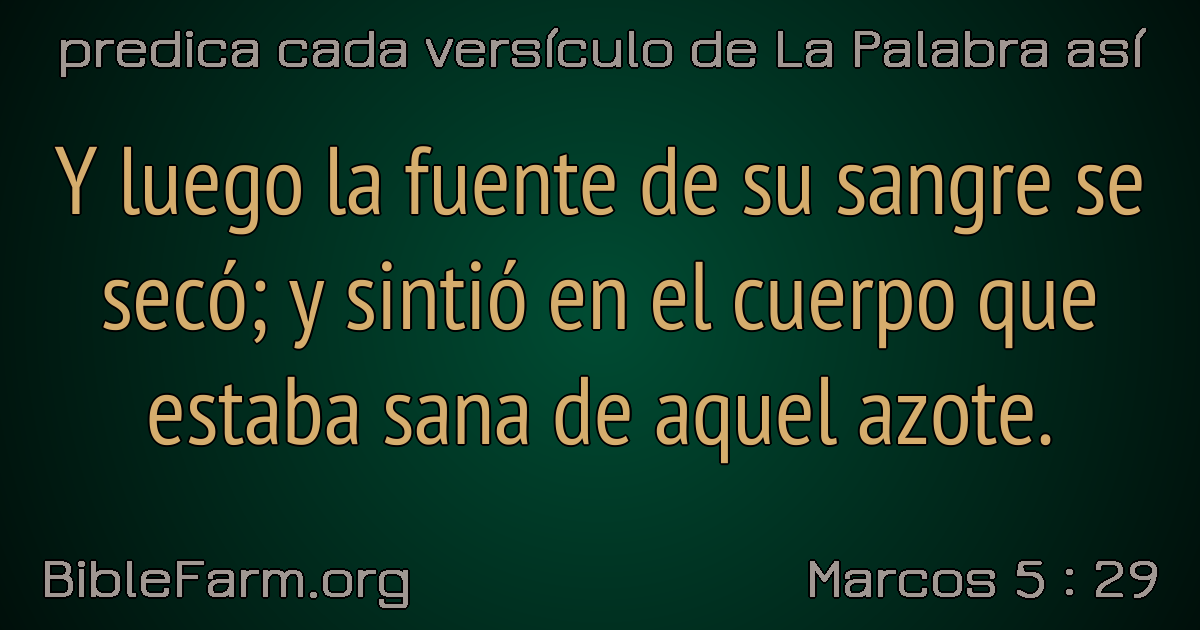 predica cada versículo de La Palabra así
Y luego la fuente de su sangre se
secó; y sintió en el cuerpo que
estaba sana de aquel azote.
BibleFarm.org
Marcos 5 : 29